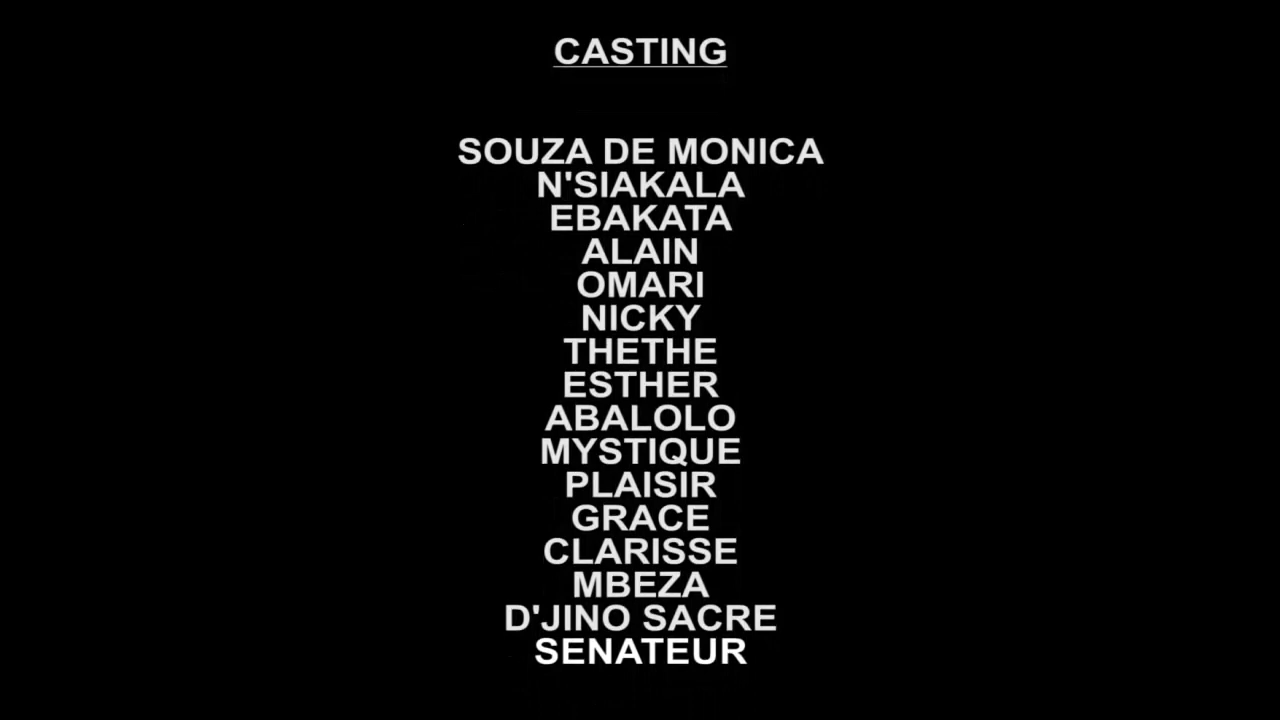 CASTING
SOUZA DE MONICA
N'SIAKALA
EBAKATA
ALAIN
OMARI
NICKY
THETHE
ESTHER
ABALOLO
MYSTIQUE
PLAISIR
GRACE
CLARISSE
MBEZA
D'JINO SACRE
SENATEUR